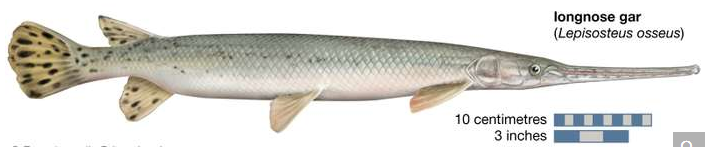 longnose gar
(Lepisosteus osseus)
10 centimetres
3 inches